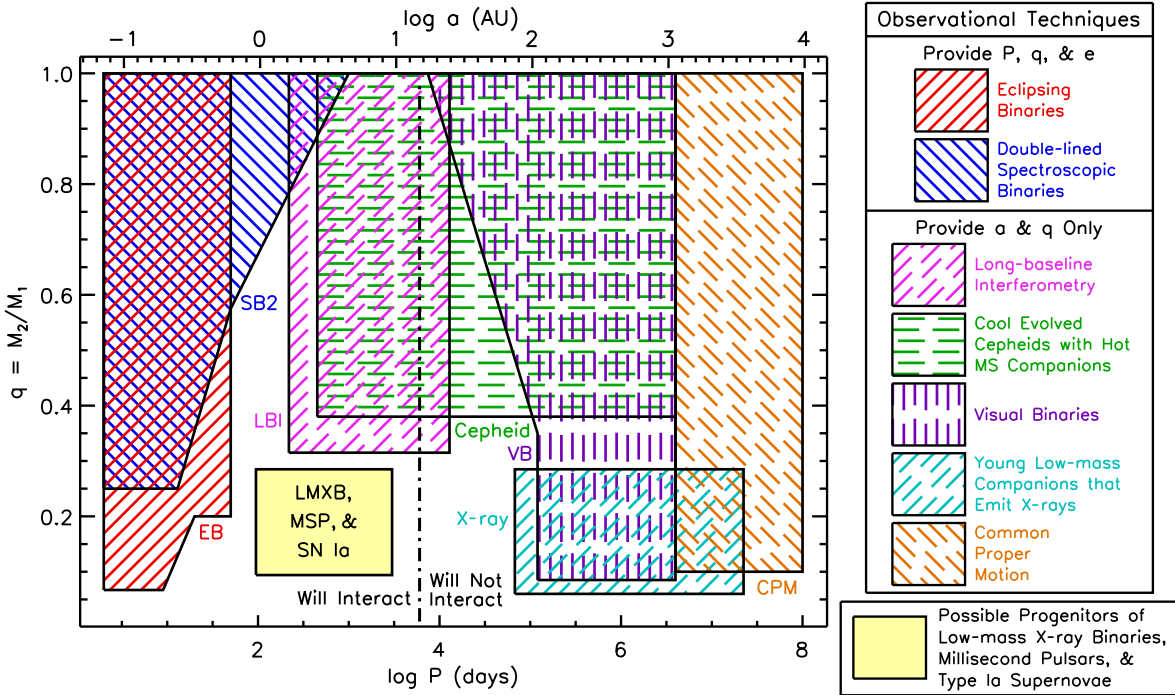 log a (AU)
-1 0 1 2 3 4
1.0
0.8
0.6
0.4
0.2
q = M2/M1
SB2
LBI
Cepheid
VB
X-ray
EB
CPM
LMXB,
MSP, &
SN Ia
Will Interact
Will Not
Interact
2 4 6 8
log P (days)
Observational Techniques
Provide P, q, & e
Eclipsing
Binaries
Double-lined
Spectroscopic
Binaries
Provide a & q Only
Long-baseline
Interferometry
Cool Evolved
Cepheids with Hot
MS Companions
Visual Binaries
Young Low-mass
Companions that
Emit X-rays
Common
Proper
Motion
Possible Progenitors of
Low-mass X-ray Binaries,
Millisecond Pulsars, &
Type Ia Supernovae